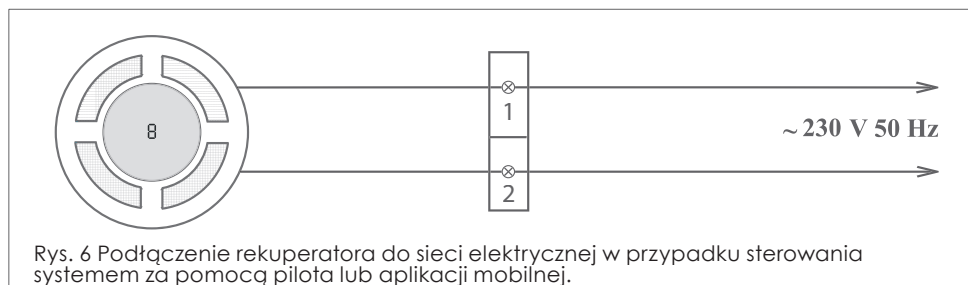 8
1
~ 230 V 50 Hz
2
Rys. 6 Podłączenie rekuperatora do sieci elektrycznej w przypadku sterowania
systemem za pomocą pilota lub aplikacji mobilnej.